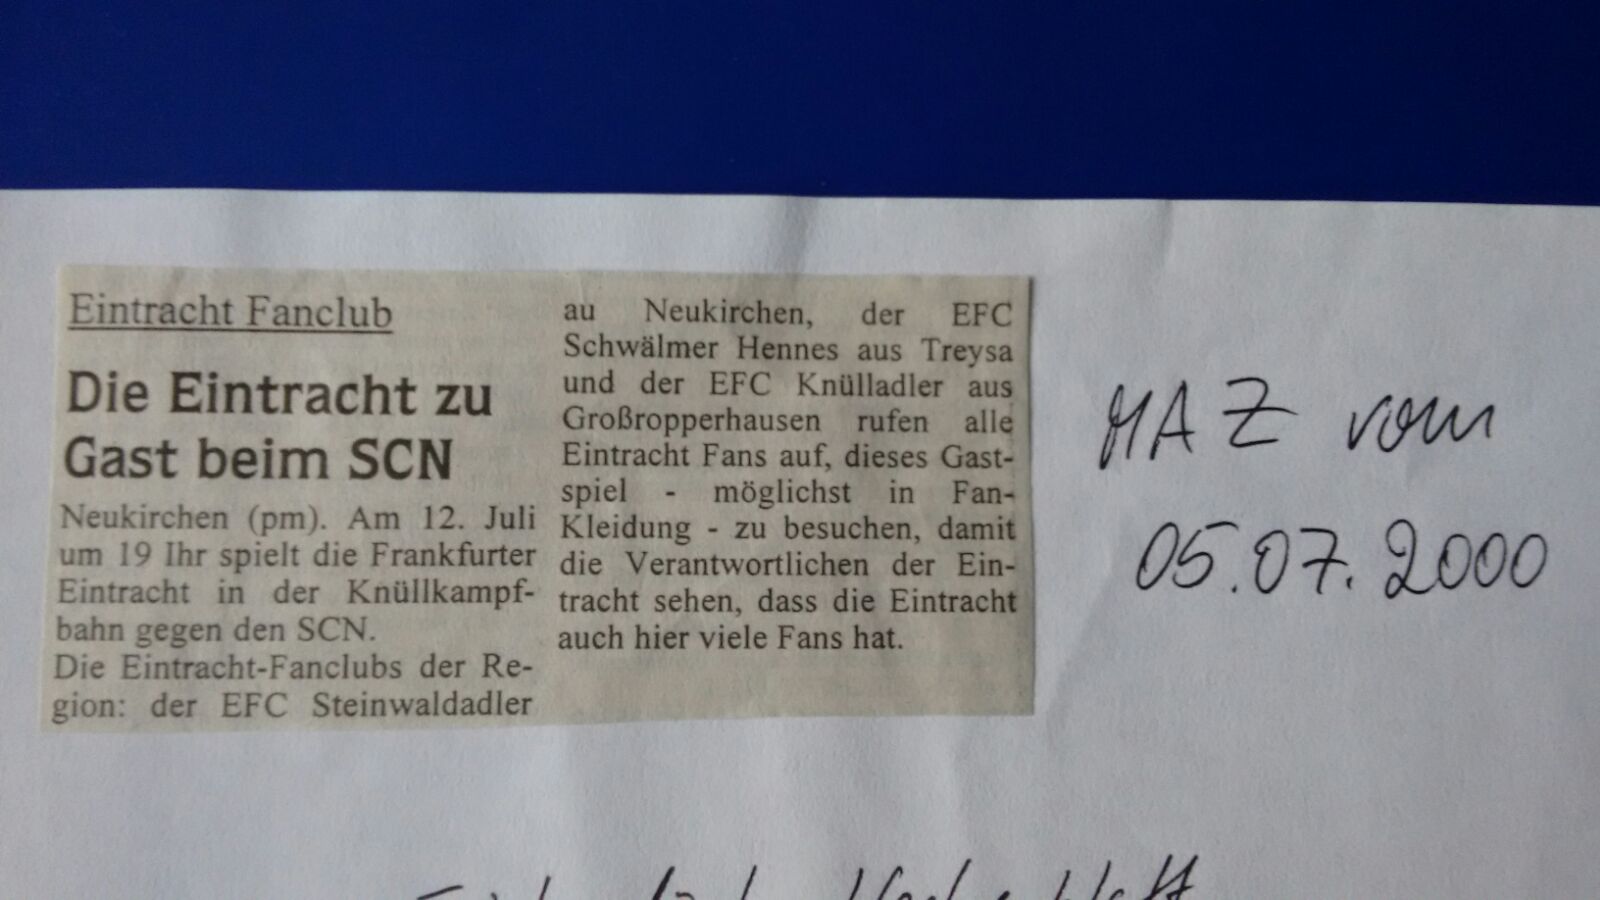 Eintracht Fanclub
Die Eintracht zu
Gast beim SCN
Neukirchen (pm). Am 12. Juli
um 19 Ihr spielt die Frankfurter
Eintracht in der Knüllkampf-
bahn gegen den SCN.
Die Eintracht-Fanclubs der Re-
gion: der EFC Steinwaldadler
au Neukirchen, der EFC
Schwälmer Hennes aus Treysa
und der EFC Knülladler aus
Großropperhausen rufen alle
Eintracht Fans auf, dieses Gast-
spiel - möglichst in Fan-
Kleidung - zu besuchen, damit
die Verantwortlichen der Ein-
tracht sehen, dass die Eintracht
auch hier viele Fans hat.
MAZ vom
05.07.2000